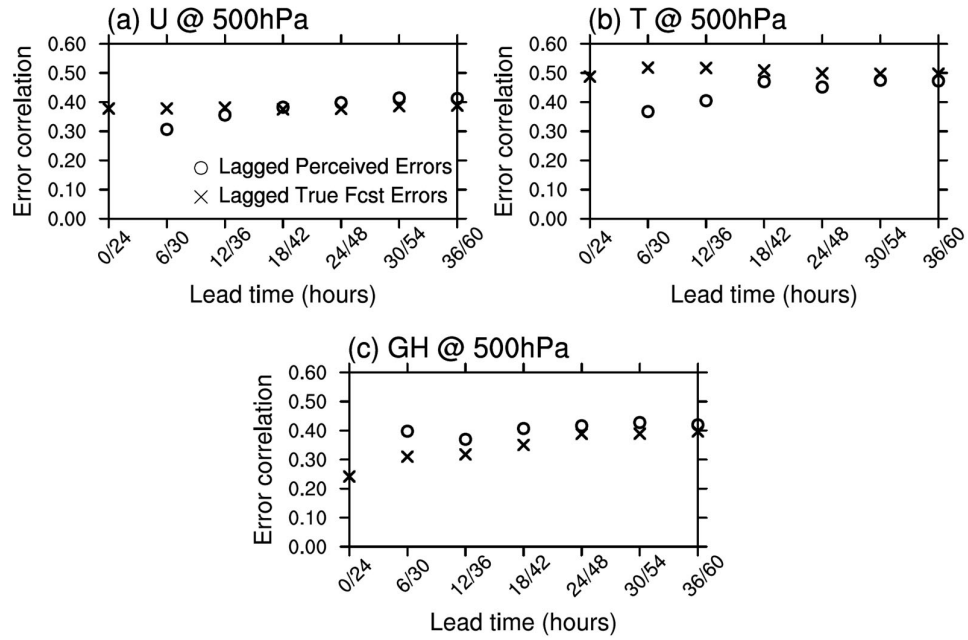 (a) U @ 500hPa
0.60
0.50
0.40
0.30
0.20
0.10
0.00
Error correlation
Lagged Perceived Errors
Lagged True Fcst Errors
0/24 6/30 12/36 18/42 24/48 30/54 36/60
Lead time (hours)
(b) T @ 500hPa
0.60
0.50
0.40
0.30
0.20
0.10
0.00
Error correlation
0/24 6/30 12/36 18/42 24/48 30/54 36/60
Lead time (hours)
(c) GH @ 500hPa
0.60
0.50
0.40
0.30
0.20
0.10
0.00
Error correlation
0/24 6/30 12/36 18/42 24/48 30/54 36/60
Lead time (hours)